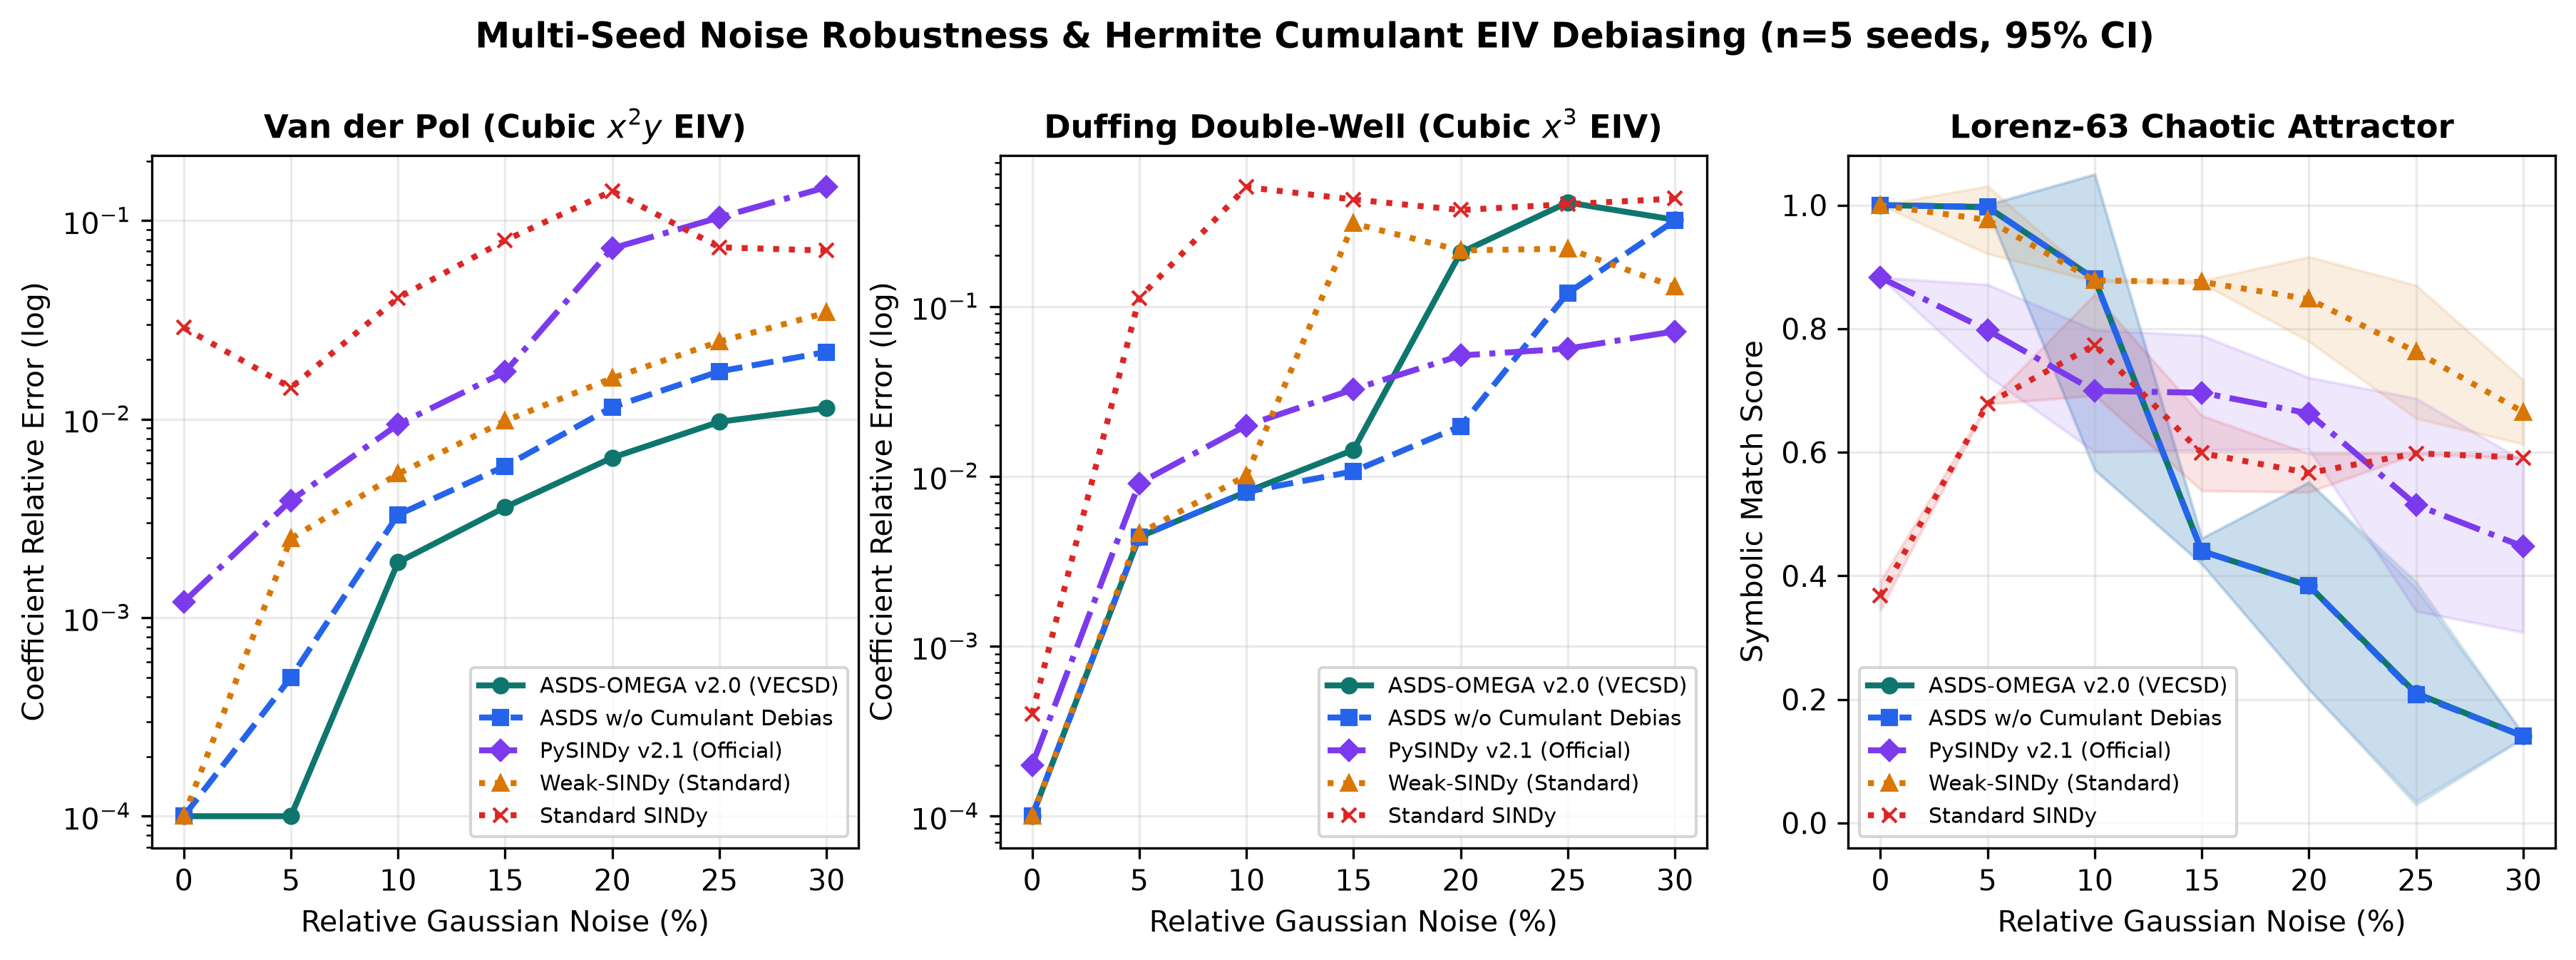 Multi-Seed Noise Robustness & Hermite Cumulant EIV Debiasing (n=5 seeds, 95% CI)
Van der Pol (Cubic x²y EIV)
Coefficient Relative Error (log)
10⁻¹
10⁻²
10⁻³
10⁻⁴
ASDS-OMEGA v2.0 (VECSD)
ASDS w/o Cumulant Debias
PySINDy v2.1 (Official)
Weak-SINDy (Standard)
Standard SINDy
0 5 10 15 20 25 30
Relative Gaussian Noise (%)
Duffing Double-Well (Cubic x³ EIV)
Coefficient Relative Error (log)
10⁻¹
10⁻²
10⁻³
10⁻⁴
ASDS-OMEGA v2.0 (VECSD)
ASDS w/o Cumulant Debias
PySINDy v2.1 (Official)
Weak-SINDy (Standard)
Standard SINDy
0 5 10 15 20 25 30
Relative Gaussian Noise (%)
Lorenz-63 Chaotic Attractor
Symbolic Match Score
1.0
0.8
0.6
0.4
0.2
0.0
ASDS-OMEGA v2.0 (VECSD)
ASDS w/o Cumulant Debias
PySINDy v2.1 (Official)
Weak-SINDy (Standard)
Standard SINDy
0 5 10 15 20 25 30
Relative Gaussian Noise (%)